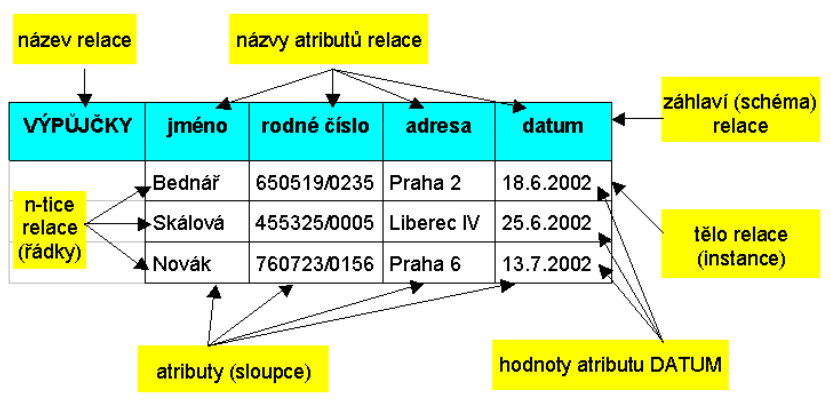 název relace
názvy atributů relace
záhlaví (schéma)
relace
VÝPŮJČKY jméno rodné číslo adresa datum
Bednář 650519/0235 Praha 2 18.6.2002
Skálová 455325/0005 Liberec IV 25.6.2002
Novák 760723/0156 Praha 6 13.7.2002
n-tice
relace
(řádky)
tělo relace
(instance)
atributy (sloupce)
hodnoty atributu DATUM